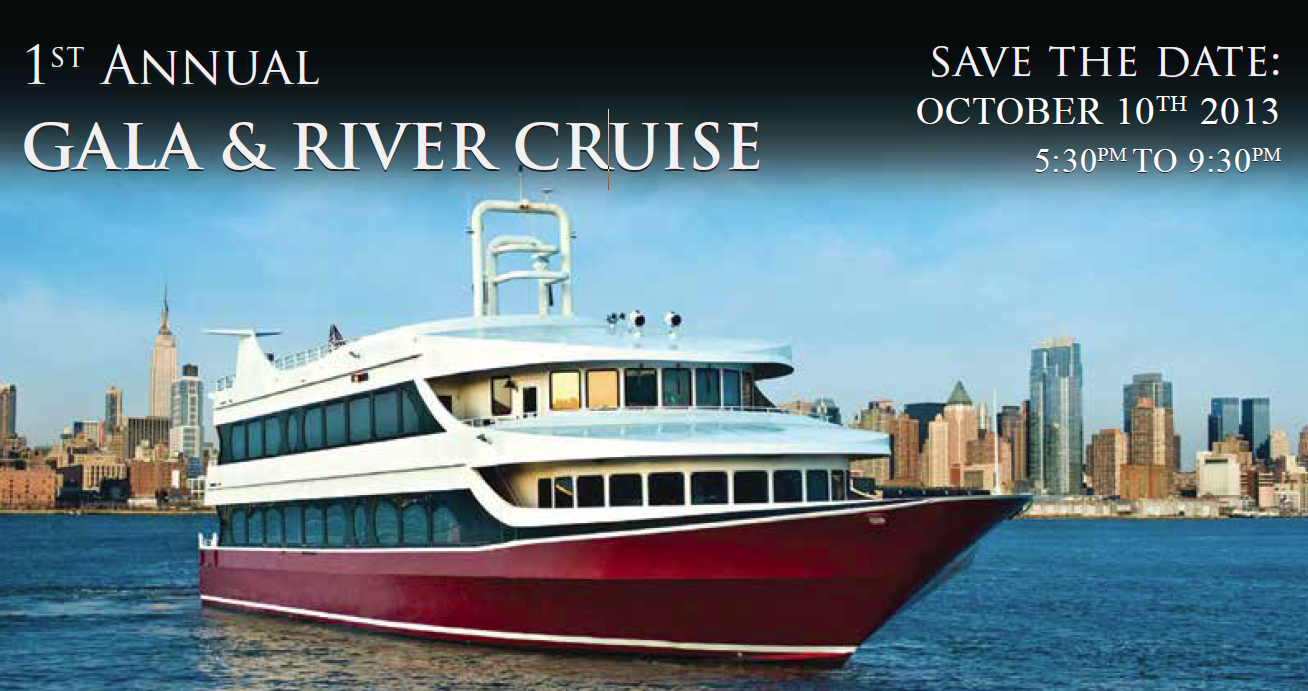 1ST ANNUAL
GALA & RIVER CRUISE
SAVE THE DATE:
OCTOBER 10TH 2013
5:30PM TO 9:30PM